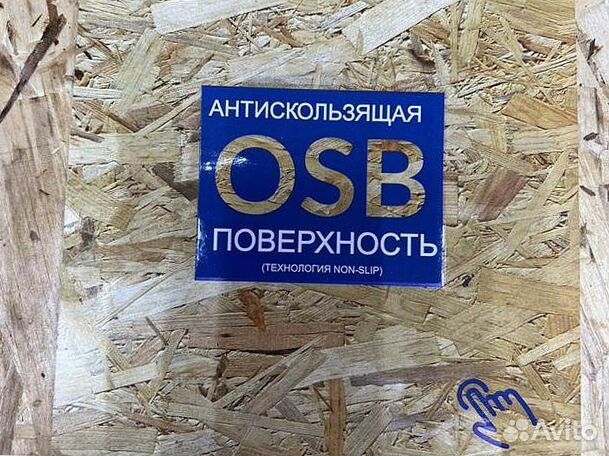 АНТИСКОЛЬЗЯЩАЯ
OSB
ПОВЕРХНОСТЬ
(ТЕХНОЛОГИЯ NON-SLIP)
Avito